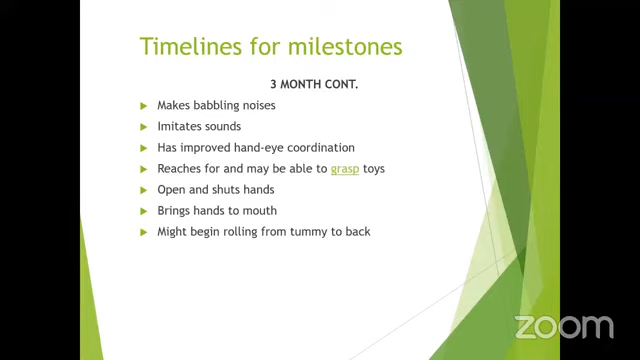 Timelines for milestones
3 MONTH CONT.
Makes babbling noises
Imitates sounds
Has improved hand-eye coordination
Reaches for and may be able to grasp toys
Open and shuts hands
Brings hands to mouth
Might begin rolling from tummy to back
zoom